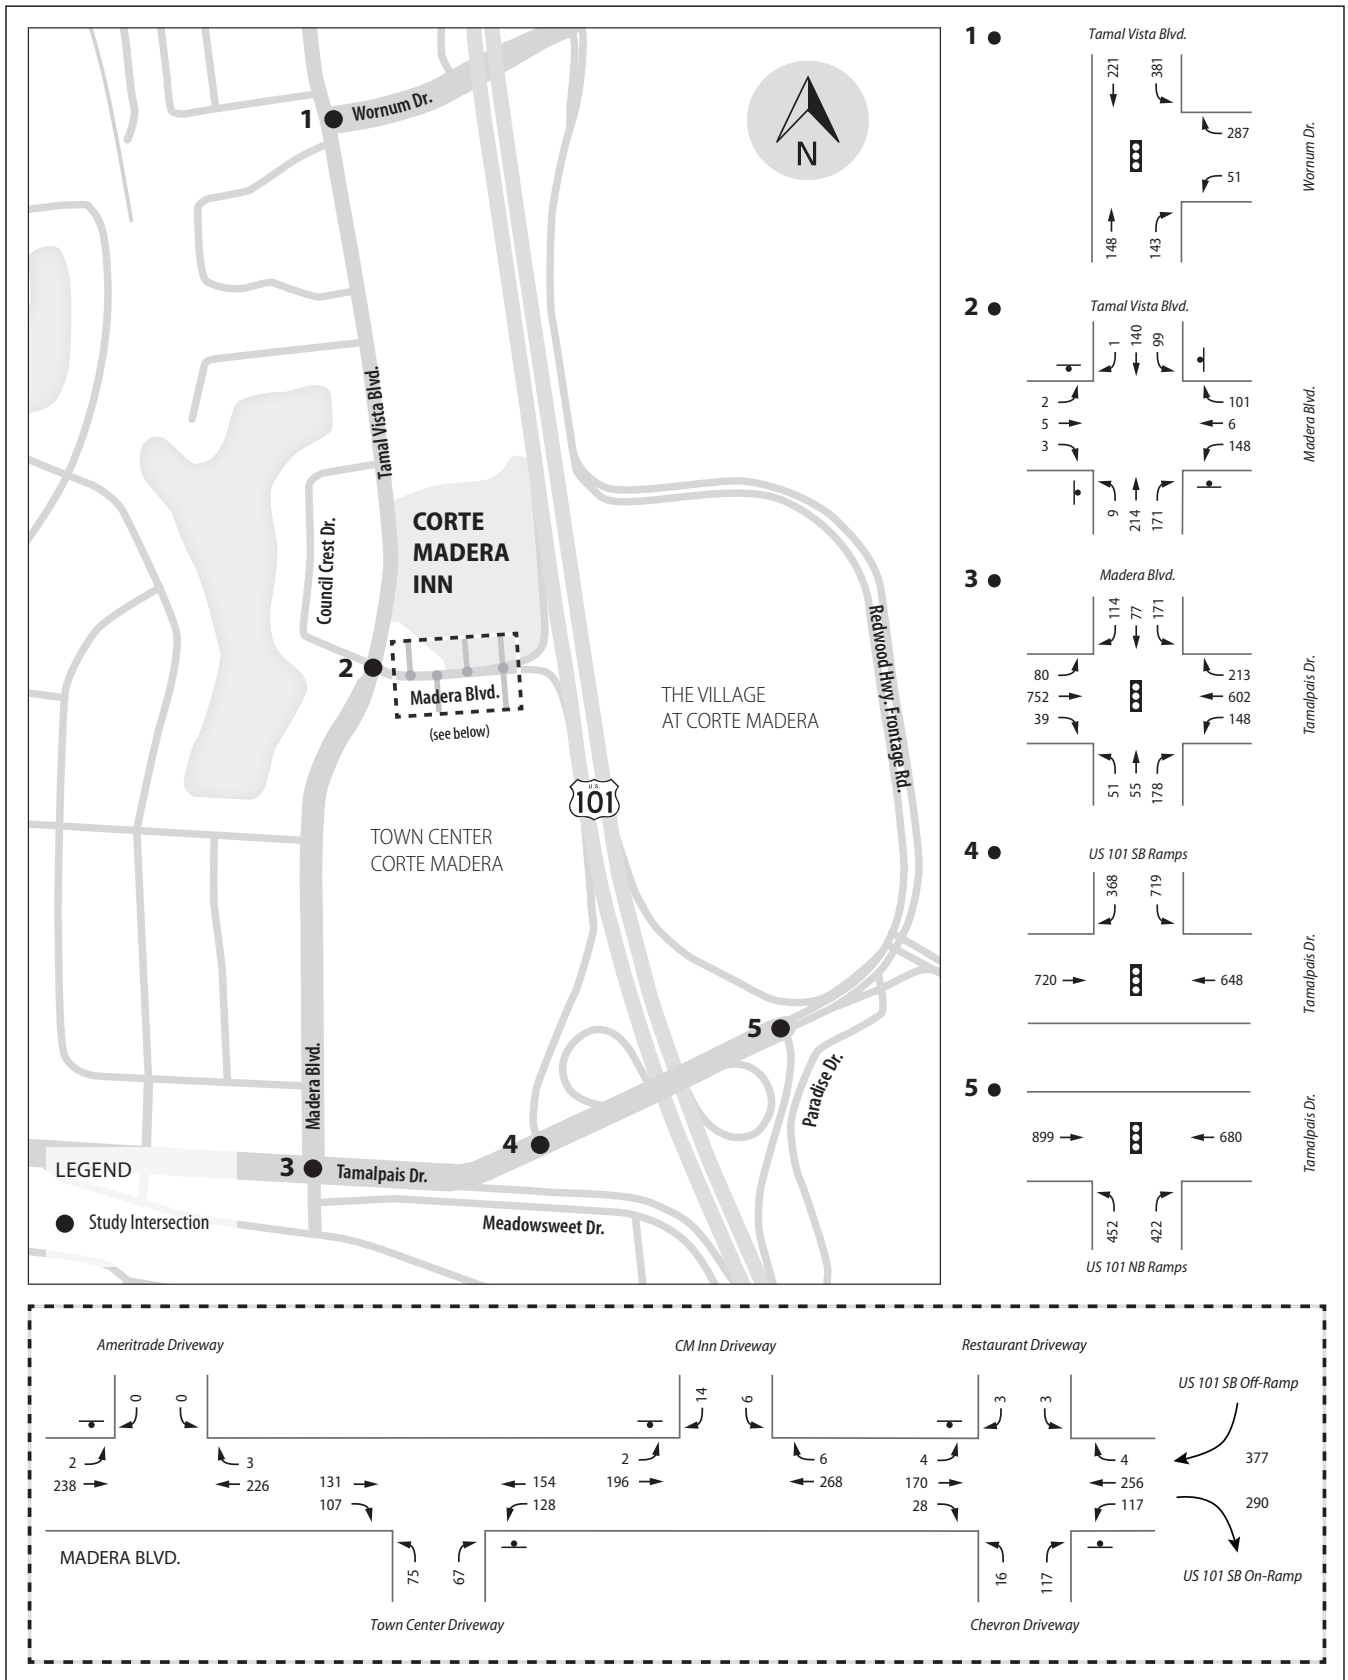 1
Wornum Dr.
N
Tamal Vista Blvd.
Council Crest Dr.
CORTE
MADERA
INN
2
Madera Blvd.
(see below)
THE VILLAGE
AT CORTE MADERA
Redwood Hwy. Frontage Rd.
U.S.
101
TOWN CENTER
CORTE MADERA
Madera Blvd.
5
Paradise Dr.
4
LEGEND
3
Tamalpais Dr.
Study Intersection
Meadowsweet Dr.
1
Tamal Vista Blvd.
221
381
287
51
148
143
Wornum Dr.
2
Tamal Vista Blvd.
1
140
99
2
101
5
6
3
148
9
214
171
Madera Blvd.
3
Madera Blvd.
114
77
171
80
213
752
602
39
148
51
55
178
Tamalpais Dr.
4
US 101 SB Ramps
368
719
720
648
Tamalpais Dr.
5
899
680
452
422
Tamalpais Dr.
US 101 NB Ramps
Ameritrade Driveway
CM Inn Driveway
Restaurant Driveway
US 101 SB Off-Ramp
0
0
14
6
3
3
2
3
2
6
4
4
377
238
226
131
154
196
268
170
256
107
128
28
117
290
MADERA BLVD.
75
67
16
117
US 101 SB On-Ramp
Town Center Driveway
Chevron Driveway